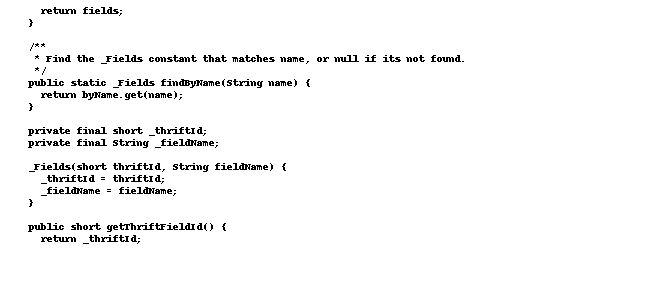 return fields;
}
/**
* Find the _Fields constant that matches name, or null if its not found.
*/
public static _Fields findByName(String name) {
return byName.get(name);
}
private final short _thriftId;
private final String _fieldName;
_Fields(short thriftId, String fieldName) {
_thriftId = thriftId;
_fieldName = fieldName;
}
public short getThriftFieldId() {
return _thriftId;